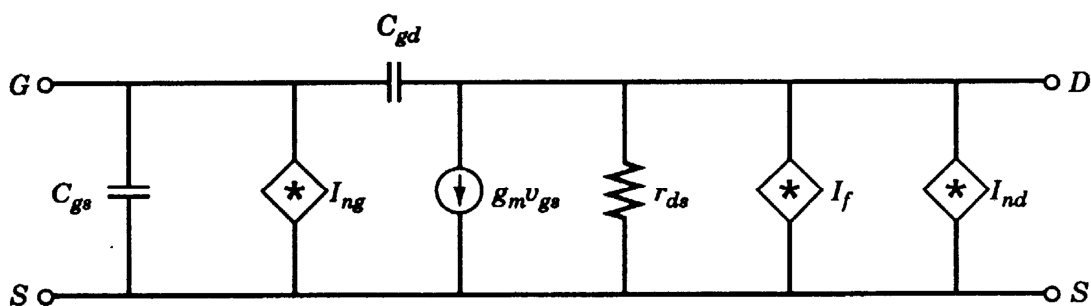 C_gd
G
D
C_gs
*
I_ng
g_m v_gs
r_ds
*
I_f
*
I_nd
S
S